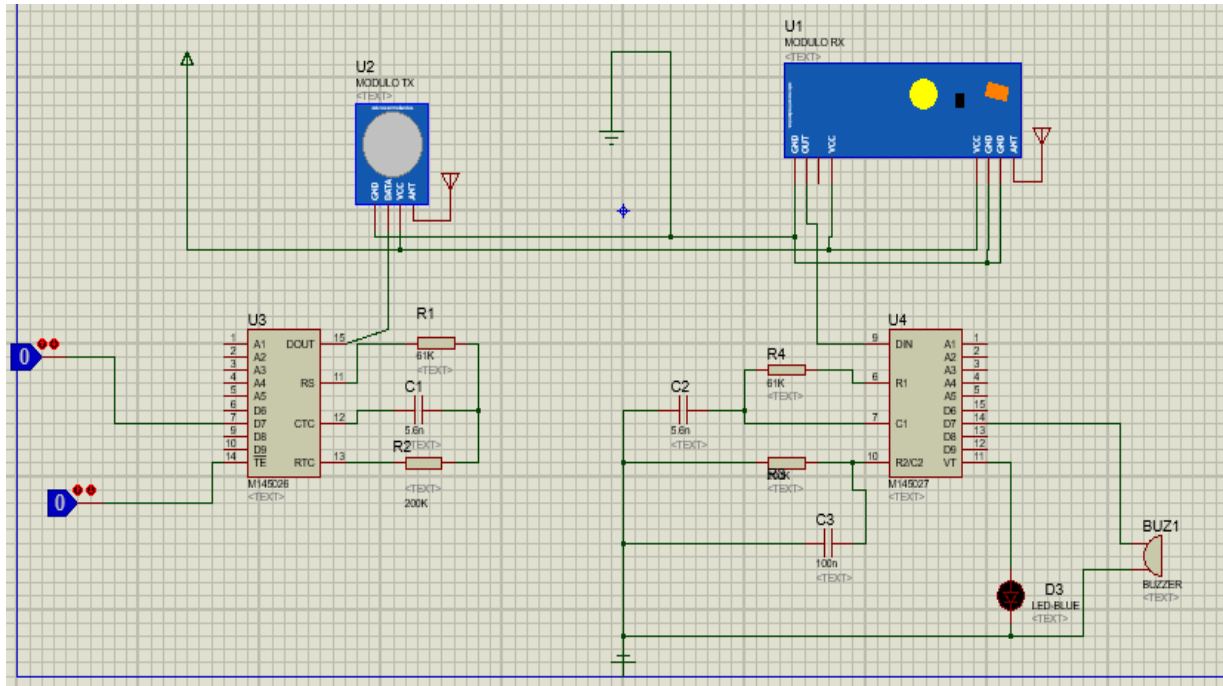 U1
MODULO RX
<TEXT>
GND
OUT
VCC
VCC
GND
GND
ANT
U2
MODULO TX
<TEXT>
GND
DATA
VCC
ANT
U3
1 A1 DOUT 15
2 A2
3 A3
4 A4 RS 11
5 A5
6 D6
7 D7 CTC 12
9 D8
10 D9
14 TE RTC 13
M145026
<TEXT>
0
0
R1
61K
<TEXT>
C1
5.6n
<TEXT>
R2
<TEXT>
200K
C2
5.6n
<TEXT>
R4
61K
<TEXT>
<TEXT>
C3
100n
<TEXT>
U4
9 DIN A1 1
A2 2
A3 3
6 R1 A4 4
A5 5
D6 15
7 C1 D7 14
D8 13
D9 12
10 R2/C2 VT 11
M145027
<TEXT>
D3
LED-BLUE
<TEXT>
BUZ1
BUZZER
<TEXT>